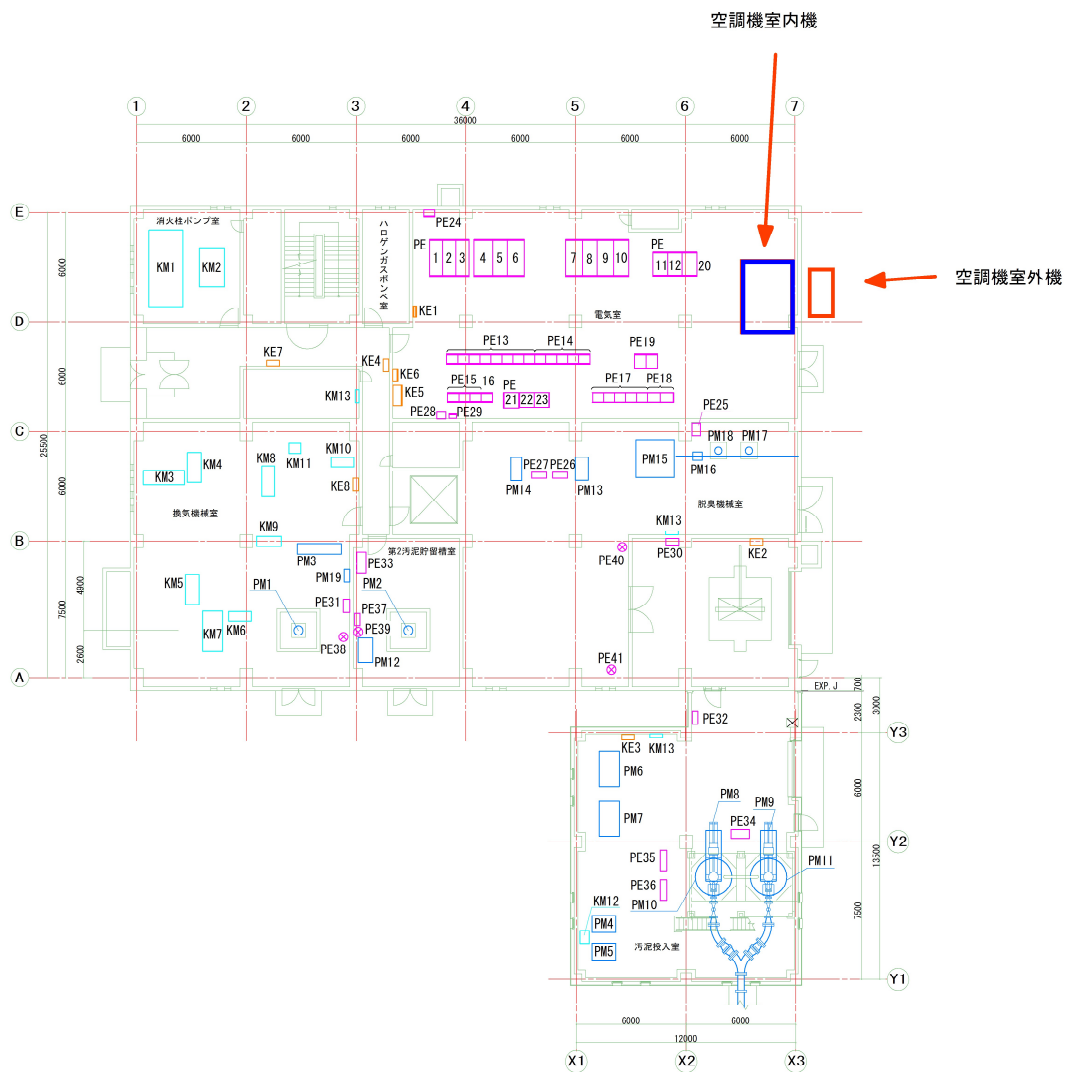 空調機室内機
1 2 3 4 5 6 7
36000
6000 6000 6000 6000 6000 6000
E
消火栓ポンプ室
ハロゲンガスボンベ室
PE24
PE
1 2 3 4 5 6 7 8 9 10
PE
11 12 20
KM1 KM2
空調機室外機
6000
KE1
電気室
D
PE13 PE14 PE19
KE7 KE4 KE6 KE5
KM13
PE15 16 PE
21 22 23
PE17 PE18
PE28 PE29
PE25
6000
25500
C
PM18 PM17
KM10 KM11 KM8 KM4 KM3
PE27 PE26
PM15 PM16
PM14 PM13
KE8
換気機械室
脱臭機械室
6000
KM9
KM13
B
PM3
第2汚泥貯留槽室
PE40
PE30
KE2
PE33
PM19
KM5
PM1
PM2
PE31
PE37
4900
7500
KM7 KM6
PE39
PE38
PM12
PE41
2600
A
EXP.J
700
2300
3000
PE32
Y3
KE3 KM13
PM6
PM8 PM9
6000
PM7
PE34
Y2
13500
PE35
PM11
PE36
KM12
PM10
PM4
7500
PM5
汚泥投入室
Y1
6000 6000
12000
X1 X2 X3